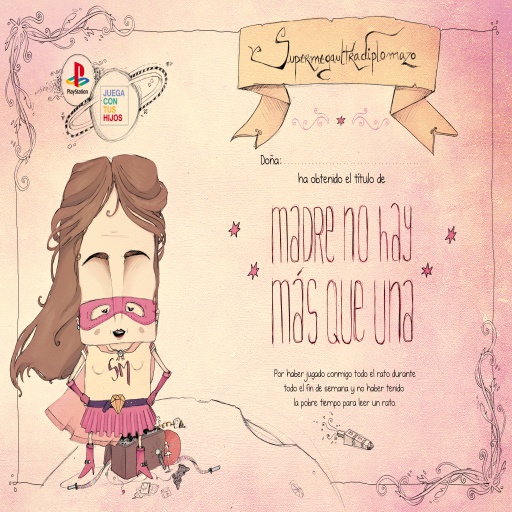 Supermegaultradiplomazo
PlayStation
JUEGA
CON
TUS
HIJOS
Doña:
ha obtenido el título de
MADRE NO HAY
MÁS QUE UNA
SM
Por haber jugado conmigo todo el rato durante
todo el fin de semana y no haber tenido
la pobre tiempo para leer un rato.